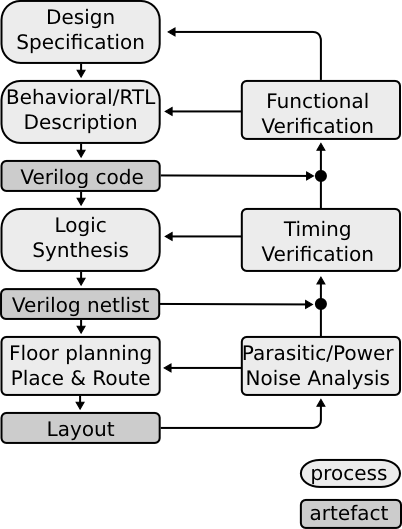 Design
Specification
Behavioral/RTL
Description
Functional
Verification
Verilog code
Logic
Synthesis
Timing
Verification
Verilog netlist
Floor planning
Place & Route
Parasitic/Power
Noise Analysis
Layout
process
artefact